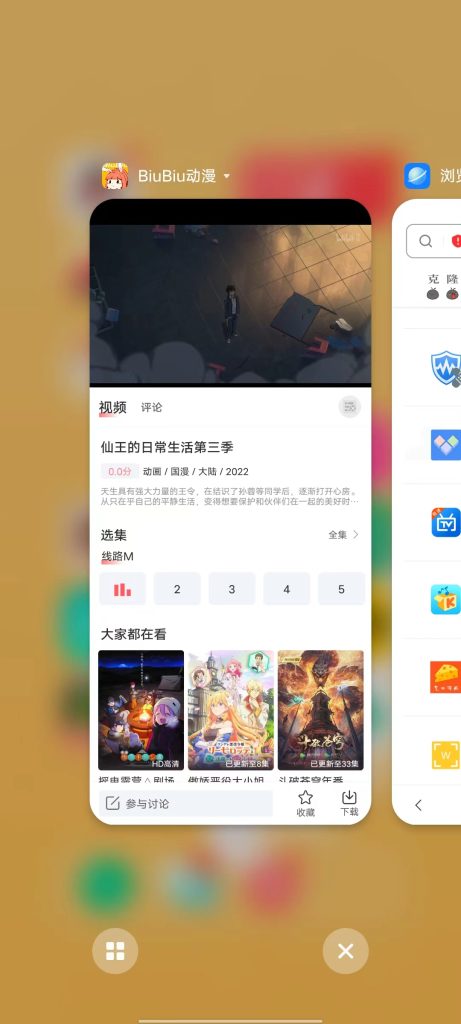 BiuBiu动漫
浏览
克 隆
视频 评论
仙王的日常生活第三季
0.0分 动画 / 国漫 / 大陆 / 2022
天生具有强大力量的王令，在结识了孙蓉等同学后，逐渐打开心房。
从只在乎自己的平静生活，变得想要保护和伙伴们在一起的美好时…
选集
全集
线路M
2 3 4 5
大家都在看
HD高清
已更新至8集
斗破苍穹
已更新至33集
摇曳露营△剧场
傲娇恶役大小姐
斗破苍穹年番
参与讨论
收藏
下载
TV
K
W